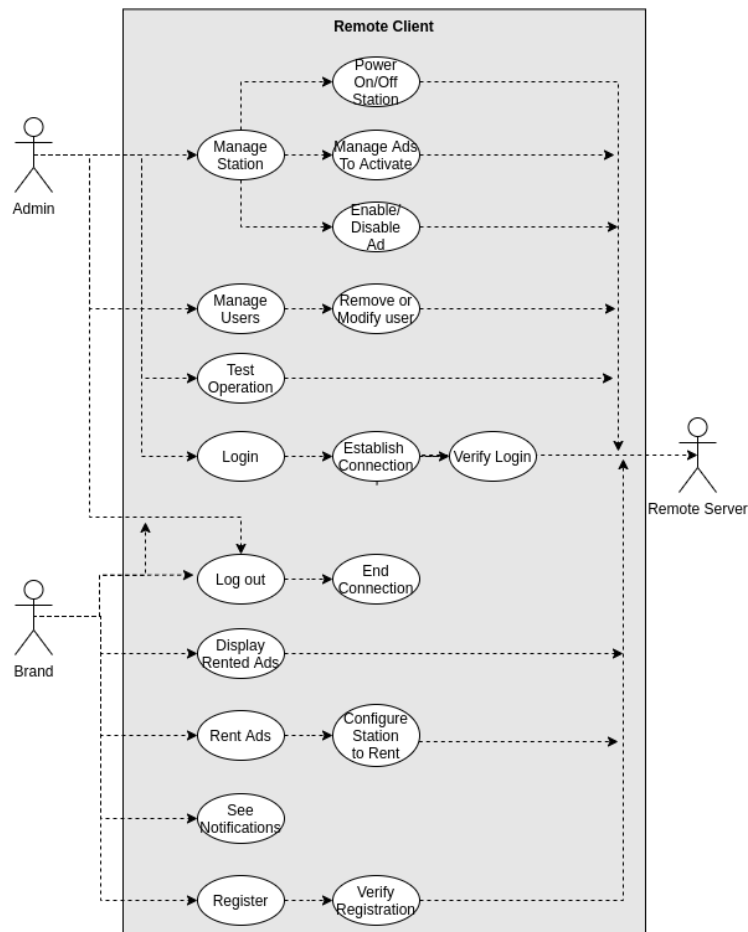 Remote Client
Power
On/Off
Station
Manage
Station
Manage Ads
To Activate
Admin
Enable/
Disable
Ad
Manage
Users
Remove or
Modify user
Test
Operation
Login
Establish
Connection
Verify Login
Remote Server
Log out
End
Connection
Brand
Display
Rented Ads
Rent Ads
Configure
Station
to Rent
See
Notifications
Register
Verify
Registration